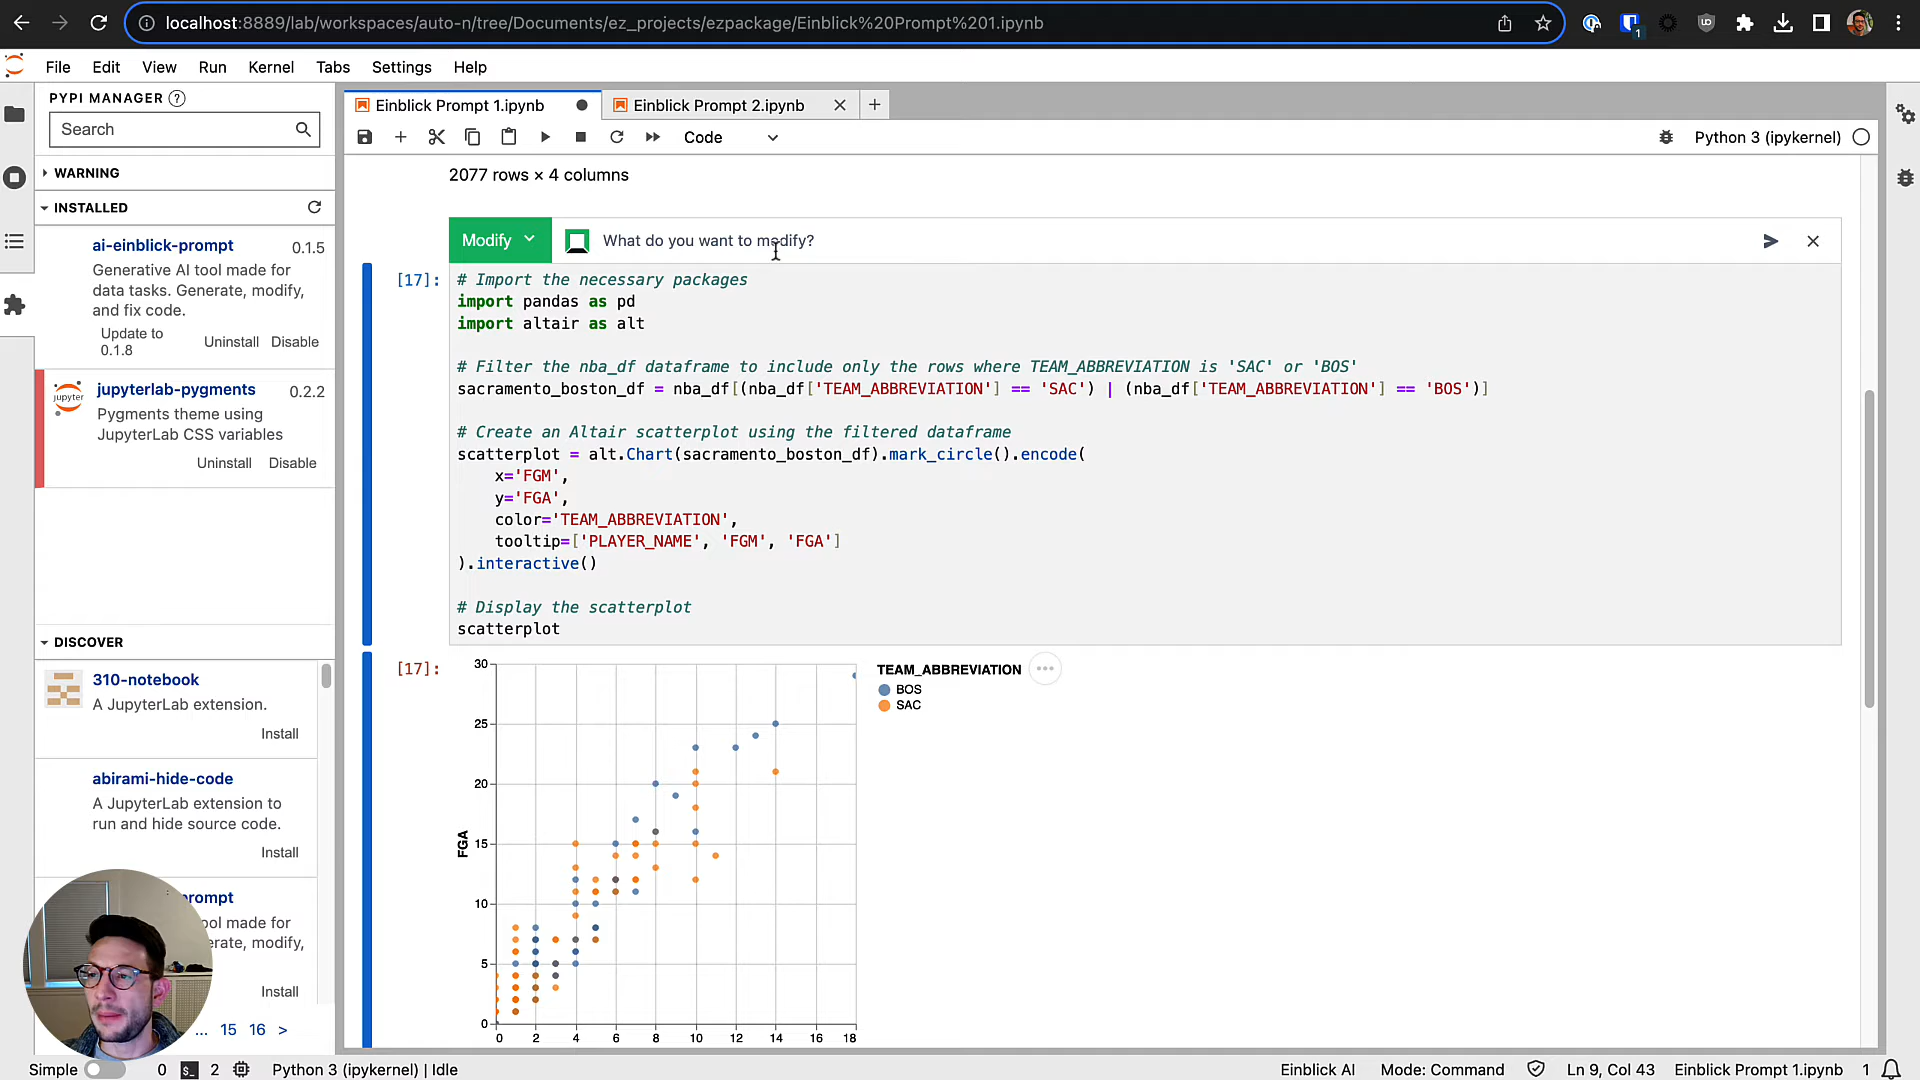 localhost:8889/lab/workspaces/auto-n/tree/Documents/ez_projects/ezpackage/Einblick%20Prompt%201.ipynb
File Edit View Run Kernel Tabs Settings Help
PYPI MANAGER ?
Search
WARNING
INSTALLED
ai-einblick-prompt 0.1.5
Generative AI tool made for
data tasks. Generate, modify,
and fix code.
Update to
0.1.8
Uninstall Disable
jupyter
jupyterlab-pygments 0.2.2
Pygments theme using
JupyterLab CSS variables
Uninstall Disable
DISCOVER
310-notebook
A JupyterLab extension.
Install
abirami-hide-code
A JupyterLab extension to
run and hide source code.
Install
prompt
ool made for
erate, modify,
Install
... 15 16 >
Einblick Prompt 1.ipynb
Einblick Prompt 2.ipynb
Code
Python 3 (ipykernel)
2077 rows × 4 columns
Modify
What do you want to modify?
[17]:
# Import the necessary packages
import pandas as pd
import altair as alt
# Filter the nba_df dataframe to include only the rows where TEAM_ABBREVIATION is 'SAC' or 'BOS'
sacramento_boston_df = nba_df[(nba_df['TEAM_ABBREVIATION'] == 'SAC') | (nba_df['TEAM_ABBREVIATION'] == 'BOS')]
# Create an Altair scatterplot using the filtered dataframe
scatterplot = alt.Chart(sacramento_boston_df).mark_circle().encode(
x='FGM',
y='FGA',
color='TEAM_ABBREVIATION',
tooltip=['PLAYER_NAME', 'FGM', 'FGA']
).interactive()
# Display the scatterplot
scatterplot
[17]:
30
25
20
15
10
5
0
FGA
0 2 4 6 8 10 12 14 16 18
TEAM_ABBREVIATION
BOS
SAC
Simple 0 2 Python 3 (ipykernel) | Idle
Einblick AI Mode: Command Ln 9, Col 43 Einblick Prompt 1.ipynb 1